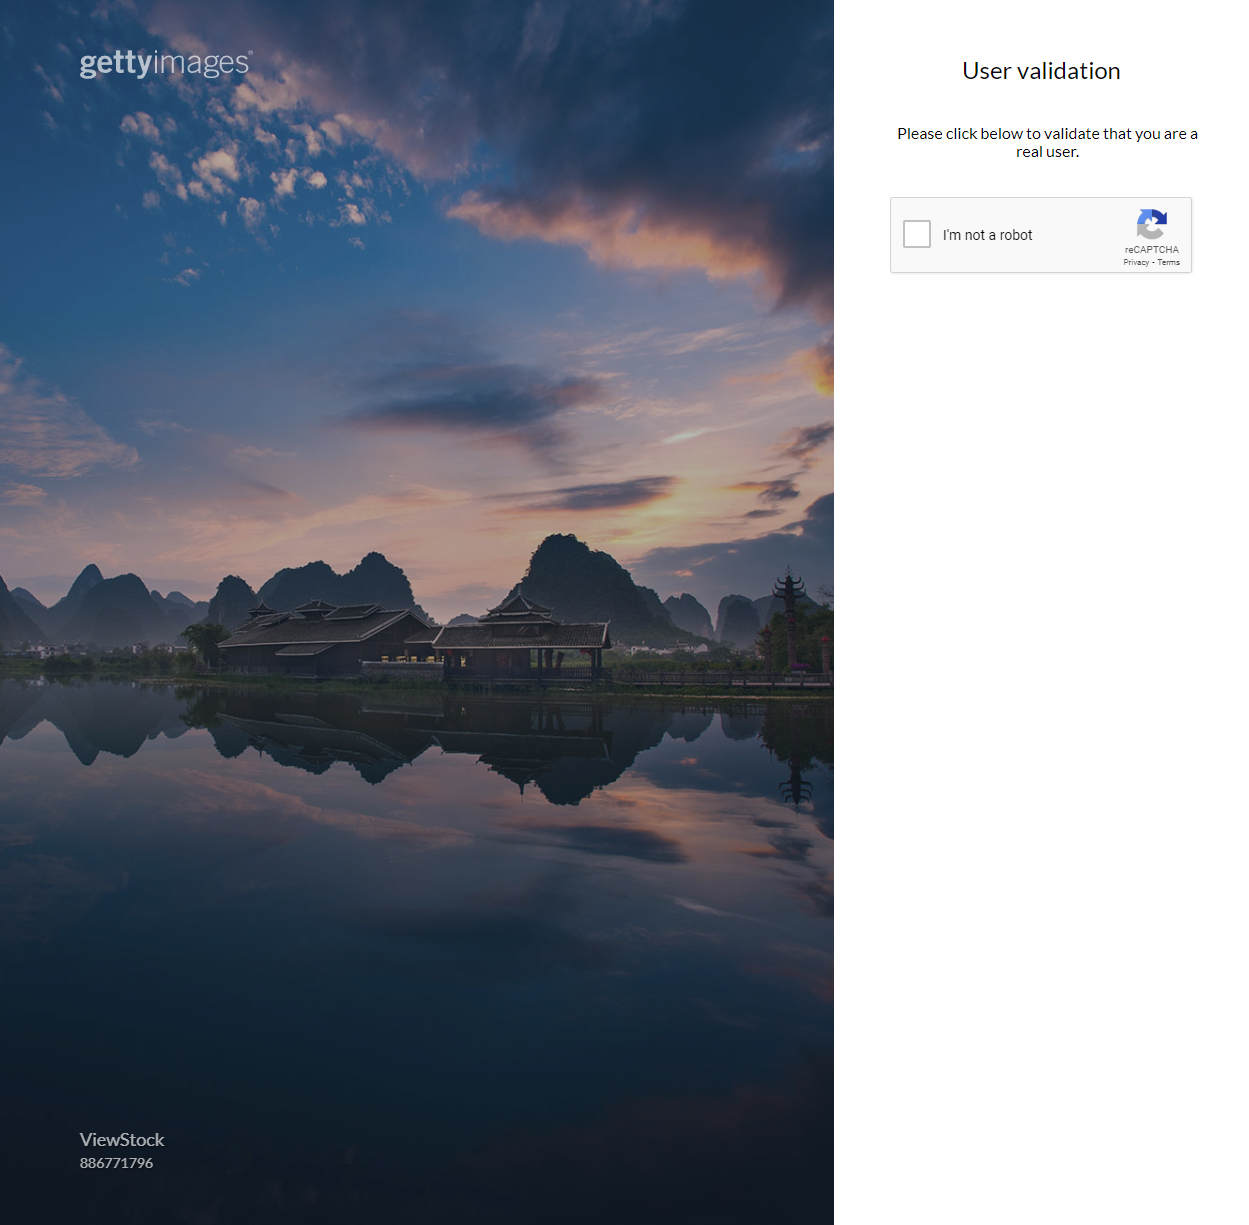 gettyimages®
User validation
Please click below to validate that you are a
real user.
I'm not a robot
reCAPTCHA
Privacy - Terms
ViewStock
886771796